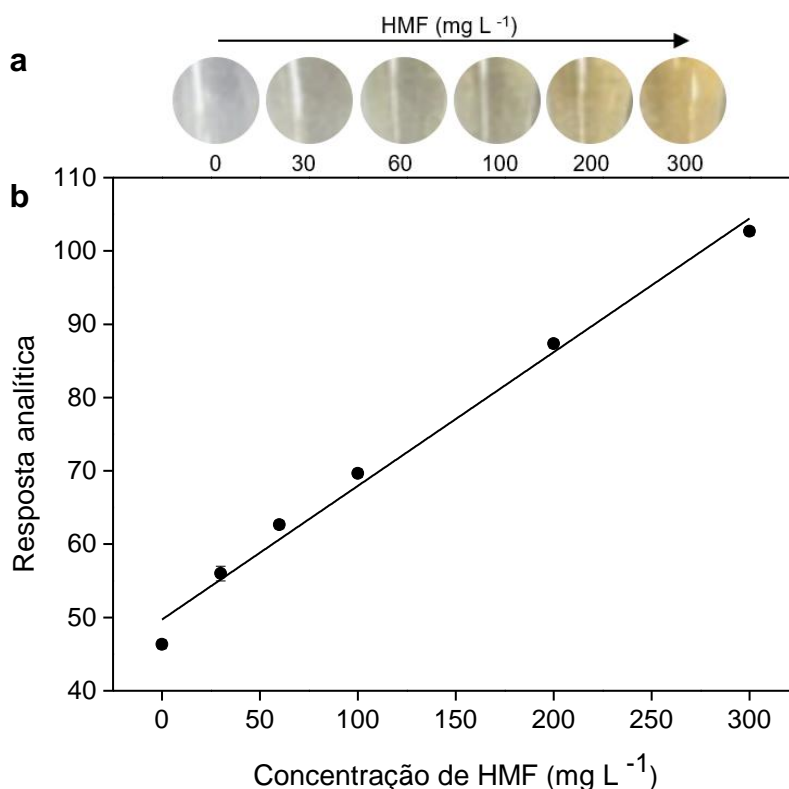 HMF (mg L -1)
a
0 30 60 100 200 300
b
110
100
90
80
70
60
50
40
Resposta analítica
0 50 100 150 200 250 300
Concentração de HMF (mg L -1)